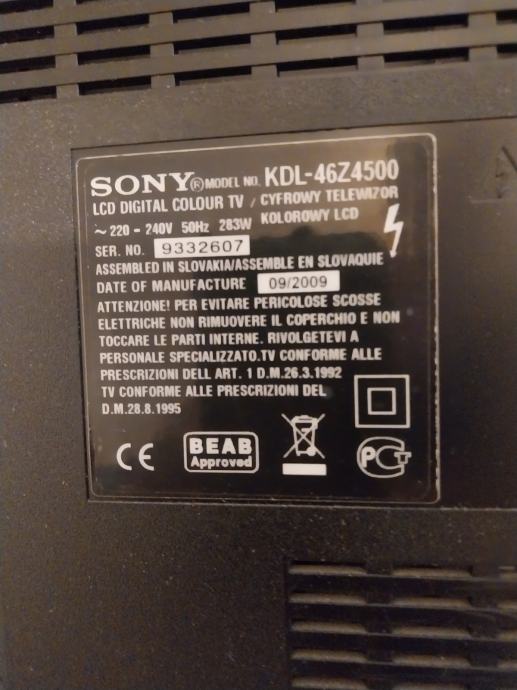 SONY® MODEL NO. KDL-46Z4500
LCD DIGITAL COLOUR TV / CYFROWY TELEWIZOR
~ 220 - 240V 50Hz 283W KOLOROWY LCD
SER. NO. 9332607
ASSEMBLED IN SLOVAKIA/ASSEMBLE EN SLOVAQUIE
DATE OF MANUFACTURE 09/2009
ATTENZIONE! PER EVITARE PERICOLOSE SCOSSE
ELETTRICHE NON RIMUOVERE IL COPERCHIO E NON
TOCCARE LE PARTI INTERNE. RIVOLGETEVI A
PERSONALE SPECIALIZZATO.TV CONFORME ALLE
PRESCRIZIONI DELL ART. 1 D.M.26.3.1992
TV CONFORME ALLE PRESCRIZIONI DEL
D.M.28.8.1995
CE
BEAB
Approved
PCT